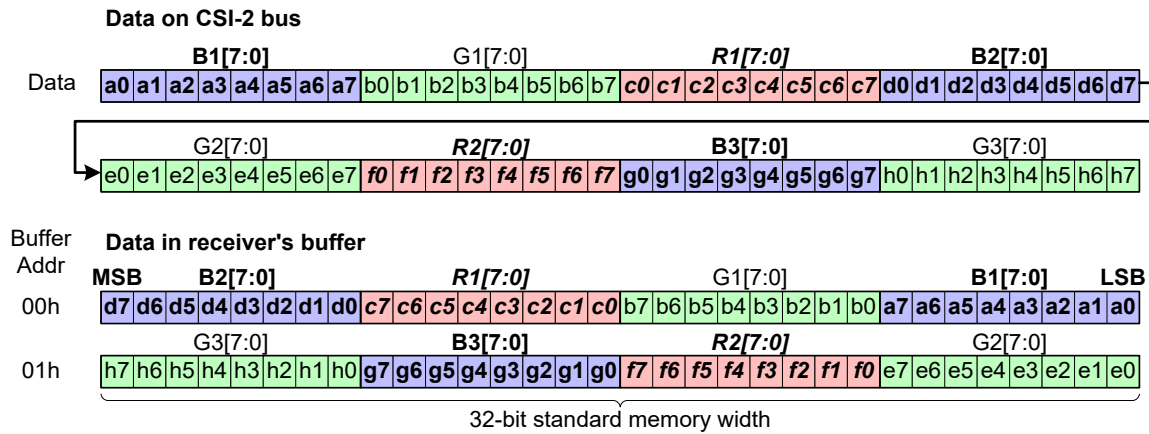 Data on CSI-2 bus
B1[7:0] G1[7:0] R1[7:0] B2[7:0]
Data a0 a1 a2 a3 a4 a5 a6 a7 b0 b1 b2 b3 b4 b5 b6 b7 c0 c1 c2 c3 c4 c5 c6 c7 d0 d1 d2 d3 d4 d5 d6 d7
G2[7:0] R2[7:0] B3[7:0] G3[7:0]
e0 e1 e2 e3 e4 e5 e6 e7 f0 f1 f2 f3 f4 f5 f6 f7 g0 g1 g2 g3 g4 g5 g6 g7 h0 h1 h2 h3 h4 h5 h6 h7
Buffer Addr
Data in receiver's buffer
MSB B2[7:0] R1[7:0] G1[7:0] B1[7:0] LSB
00h d7 d6 d5 d4 d3 d2 d1 d0 c7 c6 c5 c4 c3 c2 c1 c0 b7 b6 b5 b4 b3 b2 b1 b0 a7 a6 a5 a4 a3 a2 a1 a0
G3[7:0] B3[7:0] R2[7:0] G2[7:0]
01h h7 h6 h5 h4 h3 h2 h1 h0 g7 g6 g5 g4 g3 g2 g1 g0 f7 f6 f5 f4 f3 f2 f1 f0 e7 e6 e5 e4 e3 e2 e1 e0
32-bit standard memory width